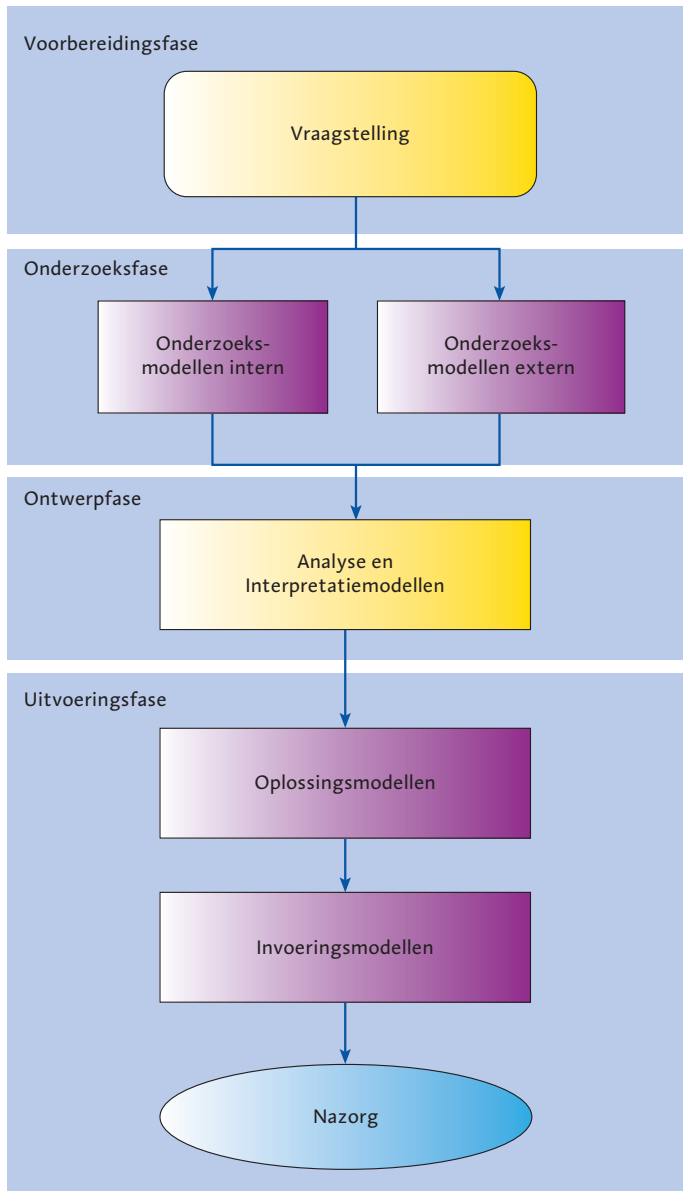 Voorbereidingsfase
Vraagstelling
Onderzoeksfase
Onderzoeks-
modellen intern
Onderzoeks-
modellen extern
Ontwerpfase
Analyse en
Interpretatiemodellen
Uitvoeringsfase
Oplossingsmodellen
Invoeringsmodellen
Nazorg